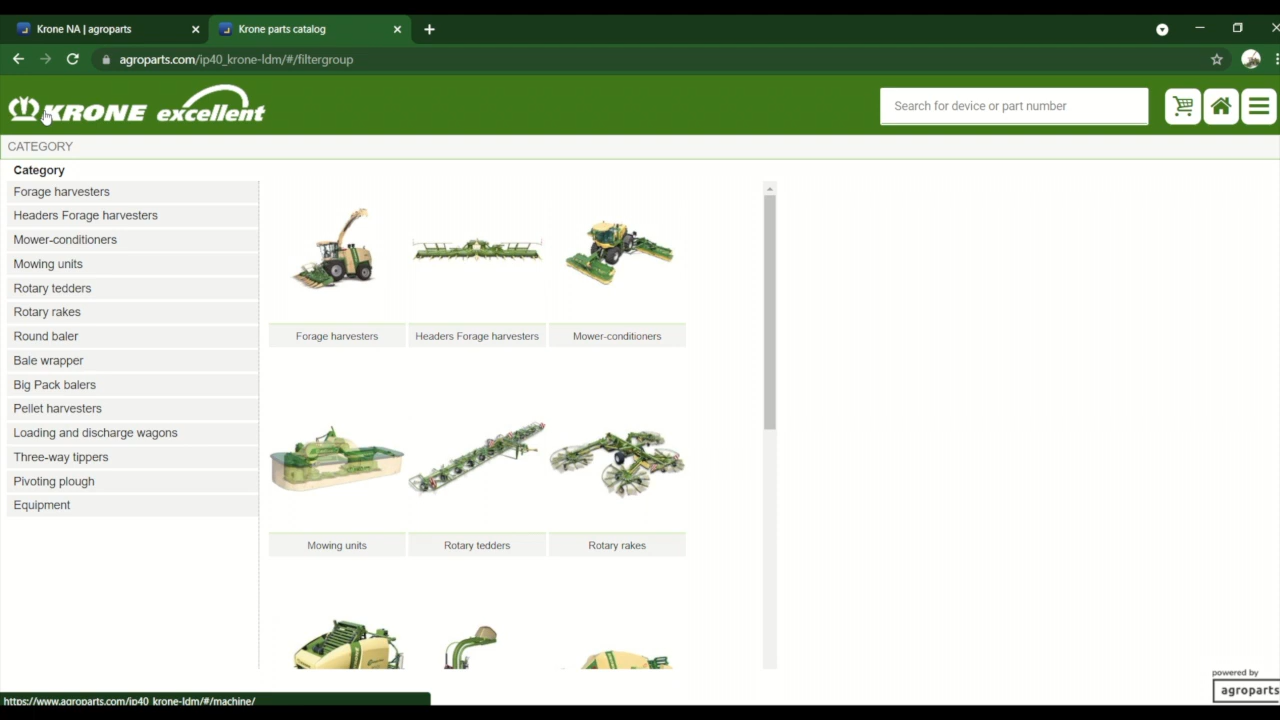 Krone NA | agroparts
Krone parts catalog
agroparts.com/ip40_krone-ldm/#/filtergroup
KRONE excellent
Search for device or part number
CATEGORY
Category
Forage harvesters
Headers Forage harvesters
Mower-conditioners
Mowing units
Rotary tedders
Rotary rakes
Round baler
Bale wrapper
Big Pack balers
Pellet harvesters
Loading and discharge wagons
Three-way tippers
Pivoting plough
Equipment
Forage harvesters
Headers Forage harvesters
Mower-conditioners
Mowing units
Rotary tedders
Rotary rakes
powered by
agroparts
https://www.agroparts.com/ip40_krone-ldm/#/machine/